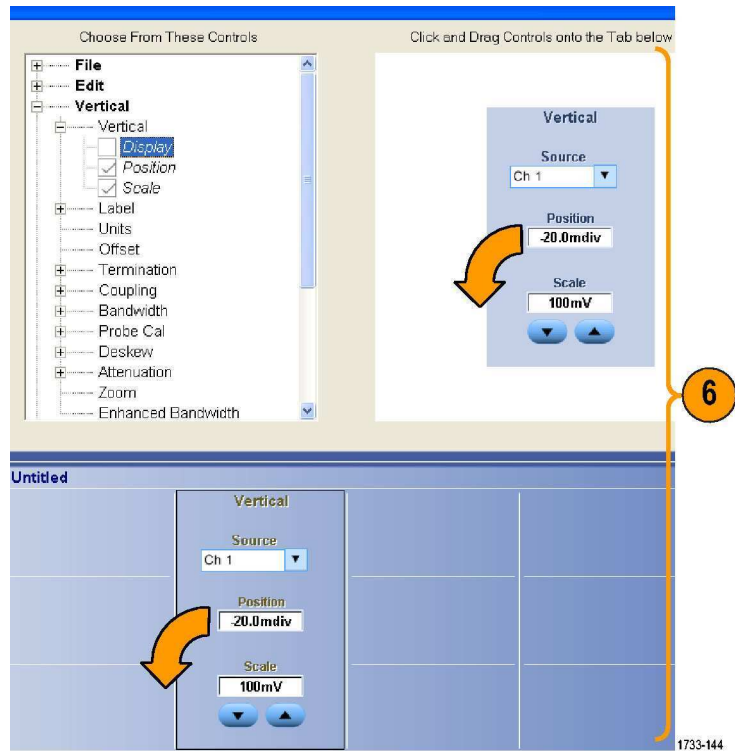 Choose From These Controls
Click and Drag Controls onto the Tab below
File
Edit
Vertical
Vertical
Display
Position
Scale
Label
Units
Offset
Termination
Coupling
Bandwidth
Probe Cal
Deskew
Attenuation
Zoom
Enhanced Bandwidth
Vertical
Source
Ch 1
Position
-20.0mdiv
Scale
100mV
6
Untitled
Vertical
Source
Ch 1
Position
-20.0mdiv
Scale
100mV
1733-144